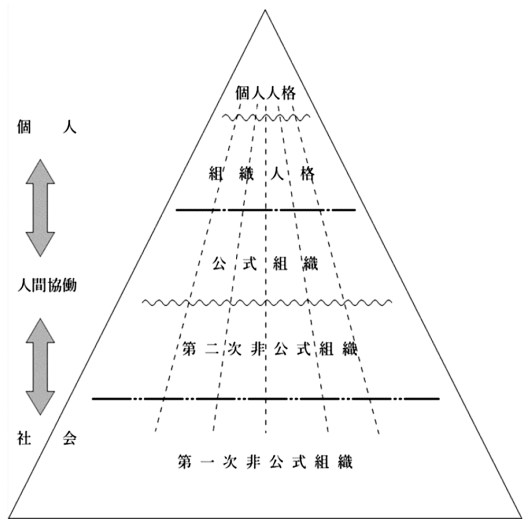 個人人格
個人
組織人格
公式組織
人間協働
第二次非公式組織
社会
第一次非公式組織